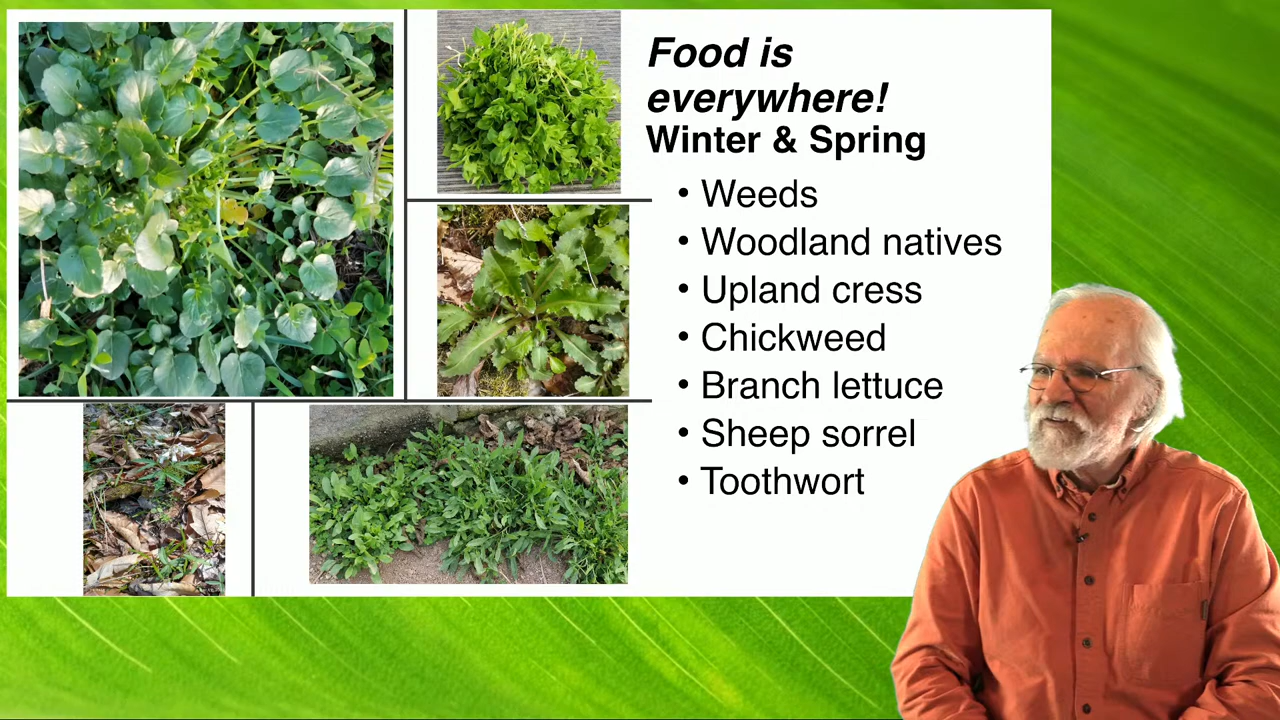 Food is
everywhere!
Winter & Spring
• Weeds
• Woodland natives
• Upland cress
• Chickweed
• Branch lettuce
• Sheep sorrel
• Toothwort